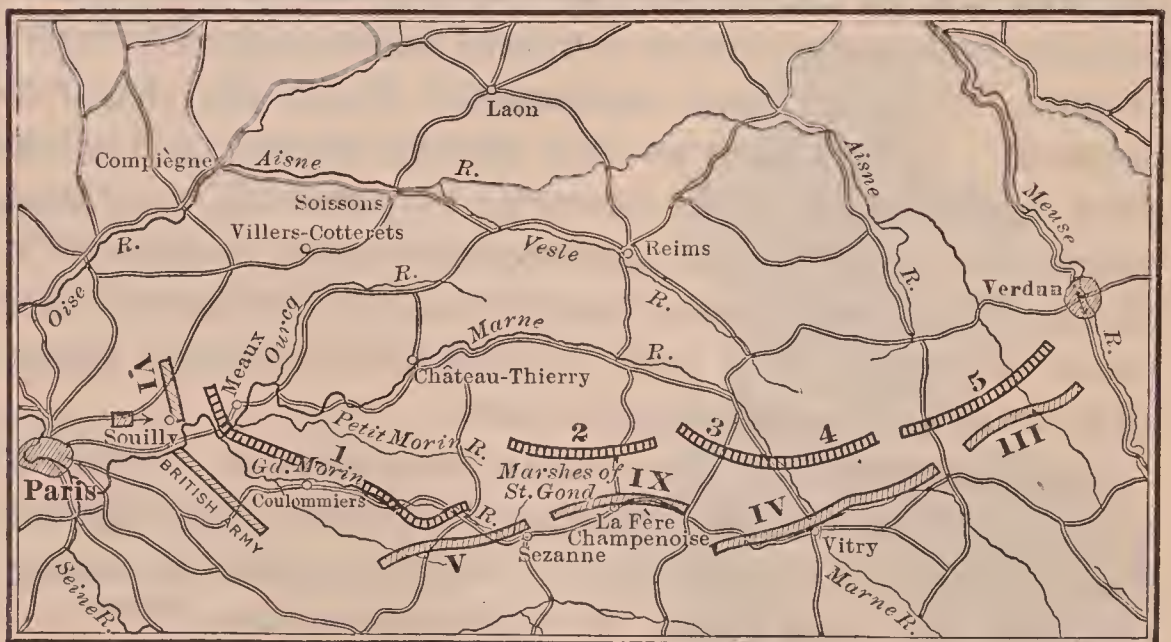 Laon
Compiègne
Aisne
R.
Aisne
Soissons
Villers-Cotterets
R.
Vesle
Reims
Meuse
Oise
R.
R.
R.
Verdun
Ourcq
Marne
R.
R.
VI
Meaux
Château-Thierry
5
Souilly
Petit Morin R.
2
3
4
III
1
Paris
Gd. Morin
Marshes of
St. Gond
IX
BRITISH ARMY
Coulommiers
R.
La Fère
Champenoise
IV
V
Sezanne
Vitry
Seine R.
Marne R.